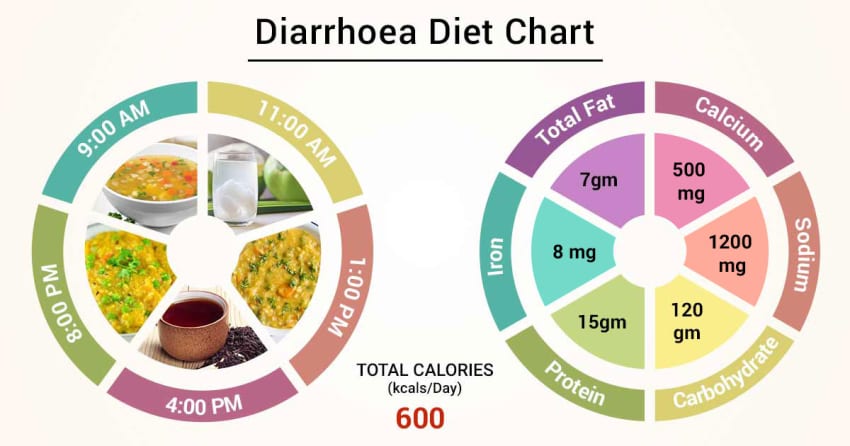 Diarrhoea Diet Chart
9:00 AM
11:00 AM
1:00 PM
4:00 PM
8:00 PM
TOTAL CALORIES
(kcals/Day)
600
Total Fat
7gm
Calcium
500
mg
Sodium
1200
mg
Carbohydrate
120
gm
Protein
15gm
Iron
8 mg